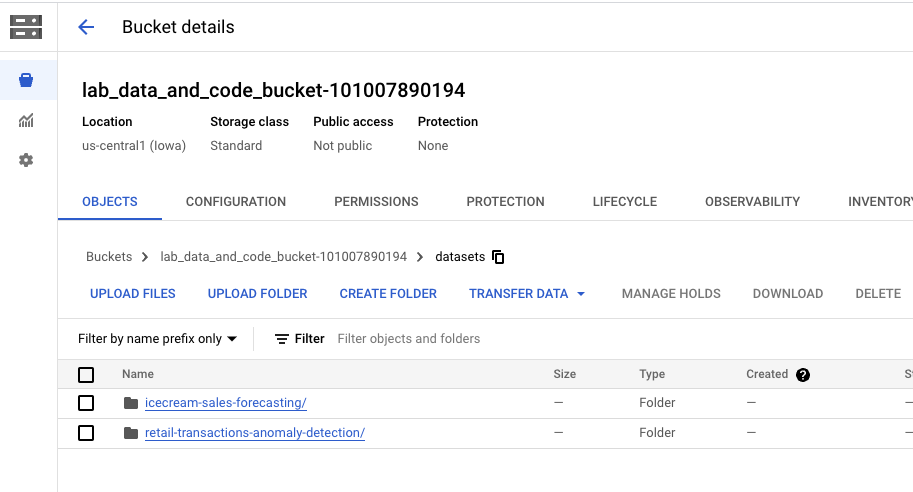 Bucket details
lab_data_and_code_bucket-101007890194
Location Storage class Public access Protection
us-central1 (Iowa) Standard Not public None
OBJECTS CONFIGURATION PERMISSIONS PROTECTION LIFECYCLE OBSERVABILITY INVENTORY
Buckets > lab_data_and_code_bucket-101007890194 > datasets
UPLOAD FILES UPLOAD FOLDER CREATE FOLDER TRANSFER DATA MANAGE HOLDS DOWNLOAD DELETE
Filter by name prefix only Filter Filter objects and folders
Name Size Type Created ?
icecream-sales-forecasting/ — Folder — —
retail-transactions-anomaly-detection/ — Folder — —